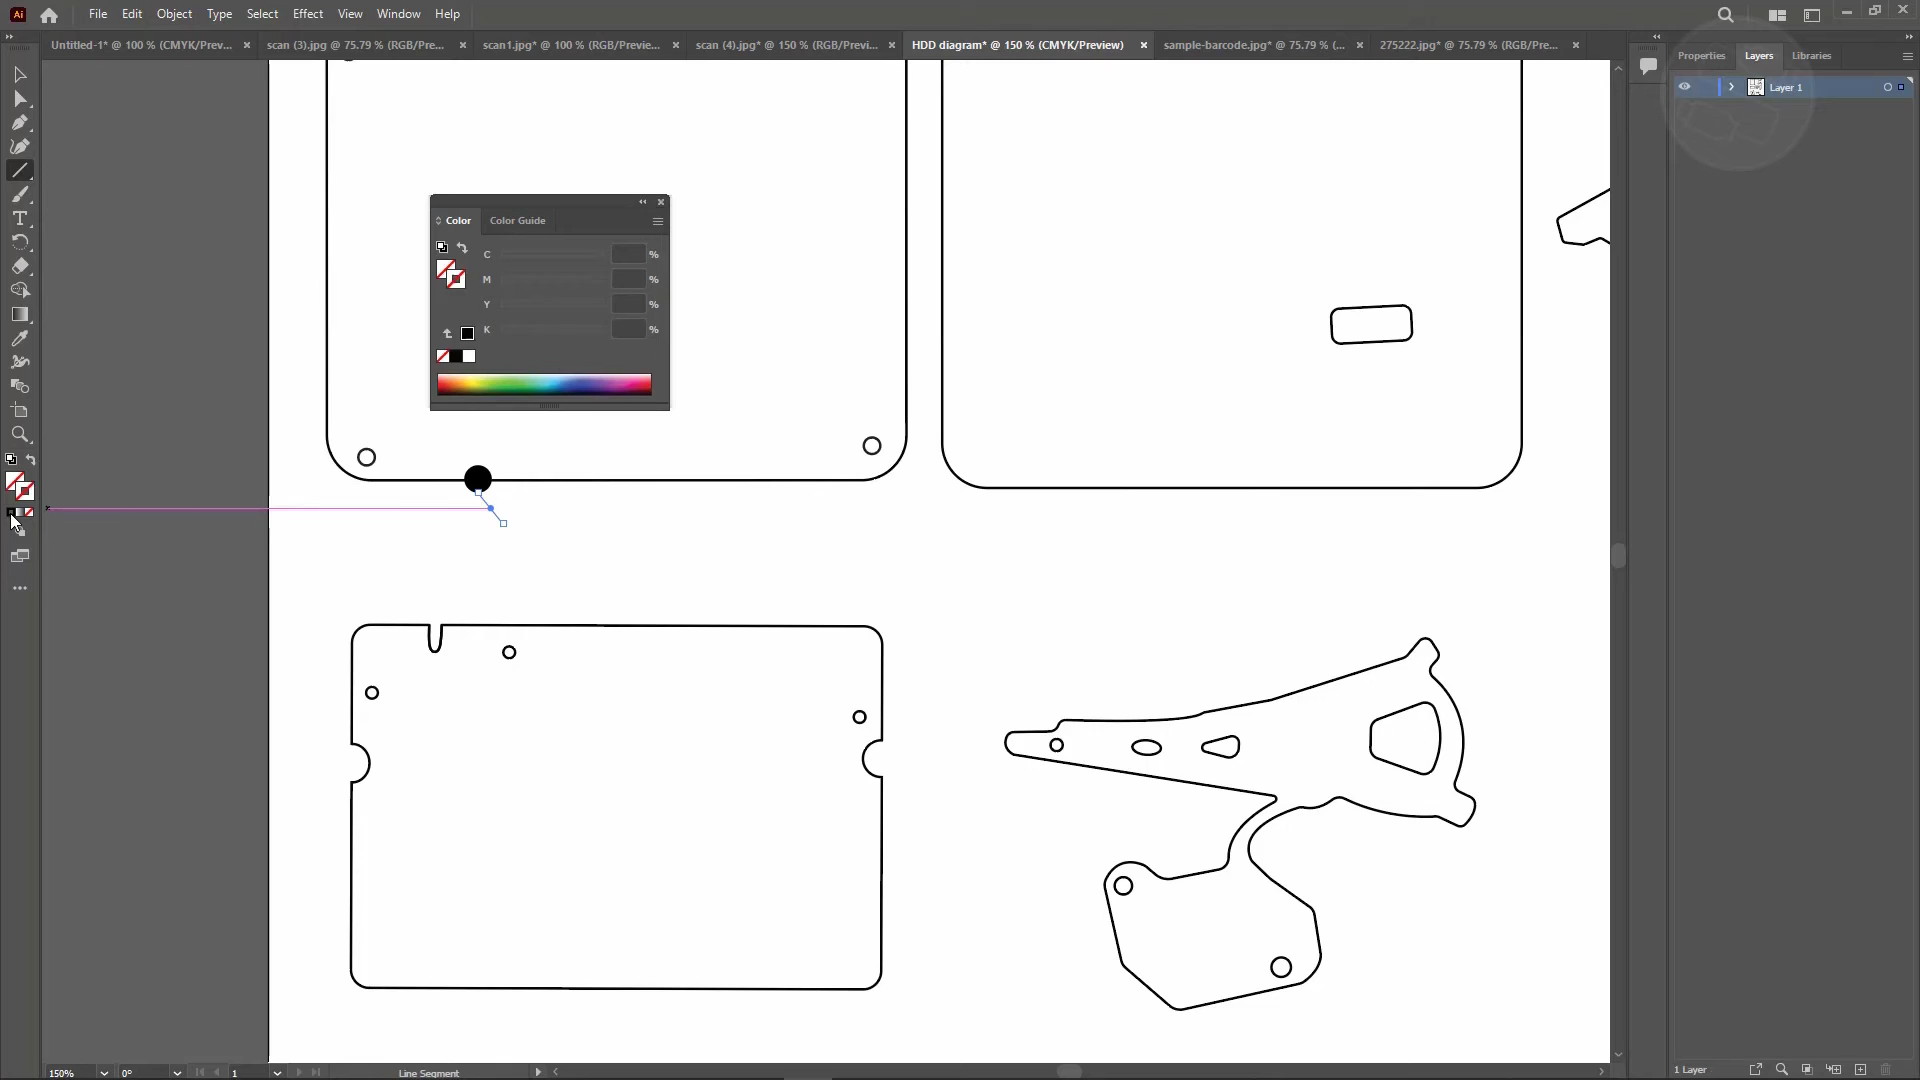 Ai File Edit Object Type Select Effect View Window Help
Untitled-1* @ 100 % (CMYK/Prev... scan (3).jpg @ 75.79 % (RGB/Pre... scan1.jpg* @ 100 % (RGB/Previe... scan (4).jpg* @ 150 % (RGB/Previ... HDD diagram* @ 150 % (CMYK/Preview) sample-barcode.jpg* @ 75.79 % (... 275222.jpg* @ 75.79 % (RGB/Pre...
Properties Layers Libraries
Layer 1
Color Color Guide
C %
M %
Y %
K %
150% 0° 1 Line Segment
1 Layer